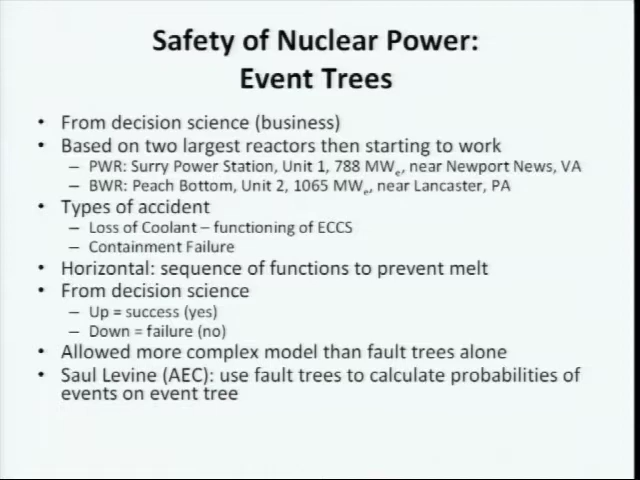 Safety of Nuclear Power:
Event Trees
• From decision science (business)
• Based on two largest reactors then starting to work
– PWR: Surry Power Station, Unit 1, 788 MWe, near Newport News, VA
– BWR: Peach Bottom, Unit 2, 1065 MWe, near Lancaster, PA
• Types of accident
– Loss of Coolant – functioning of ECCS
– Containment Failure
• Horizontal: sequence of functions to prevent melt
• From decision science
– Up = success (yes)
– Down = failure (no)
• Allowed more complex model than fault trees alone
• Saul Levine (AEC): use fault trees to calculate probabilities of
events on event tree